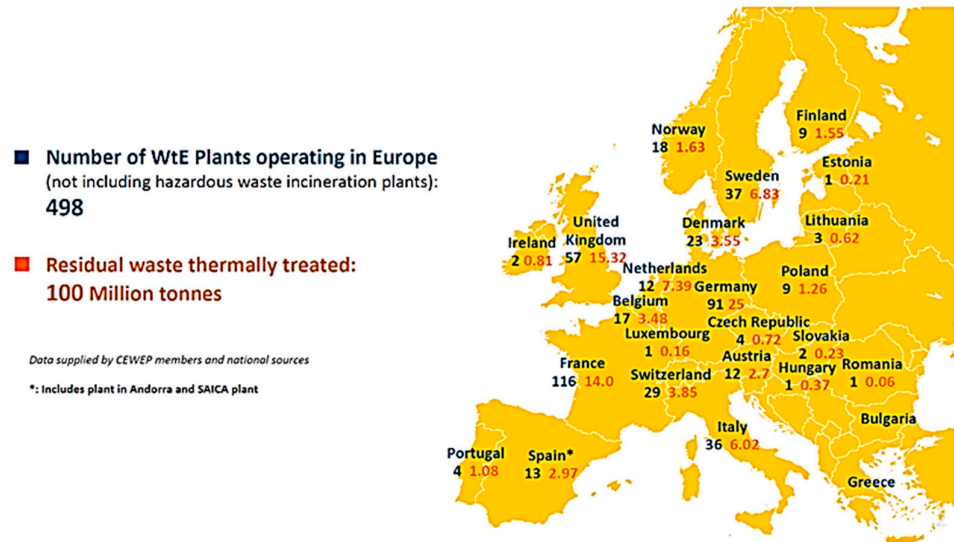 Number of WtE Plants operating in Europe
(not including hazardous waste incineration plants):
498
Residual waste thermally treated:
100 Million tonnes
Data supplied by CEWEP members and national sources
*: Includes plant in Andorra and SAICA plant
Finland
9 1.55
Norway
18 1.63
Estonia
1 0.21
Sweden
37 6.83
Lithuania
3 0.62
Denmark
23 3.55
United
Kingdom
57 15.32
Ireland
2 0.81
Netherlands
12 7.39
Poland
9 1.26
Germany
91 25
Belgium
17 3.48
Czech Republic
4 0.72
Luxembourg
1 0.16
Slovakia
2 0.23
Austria
12 2.7
Hungary
1 0.37
Romania
1 0.06
France
116 14.0
Switzerland
29 3.85
Bulgaria
Italy
36 6.02
Portugal
4 1.08
Spain*
13 2.97
Greece